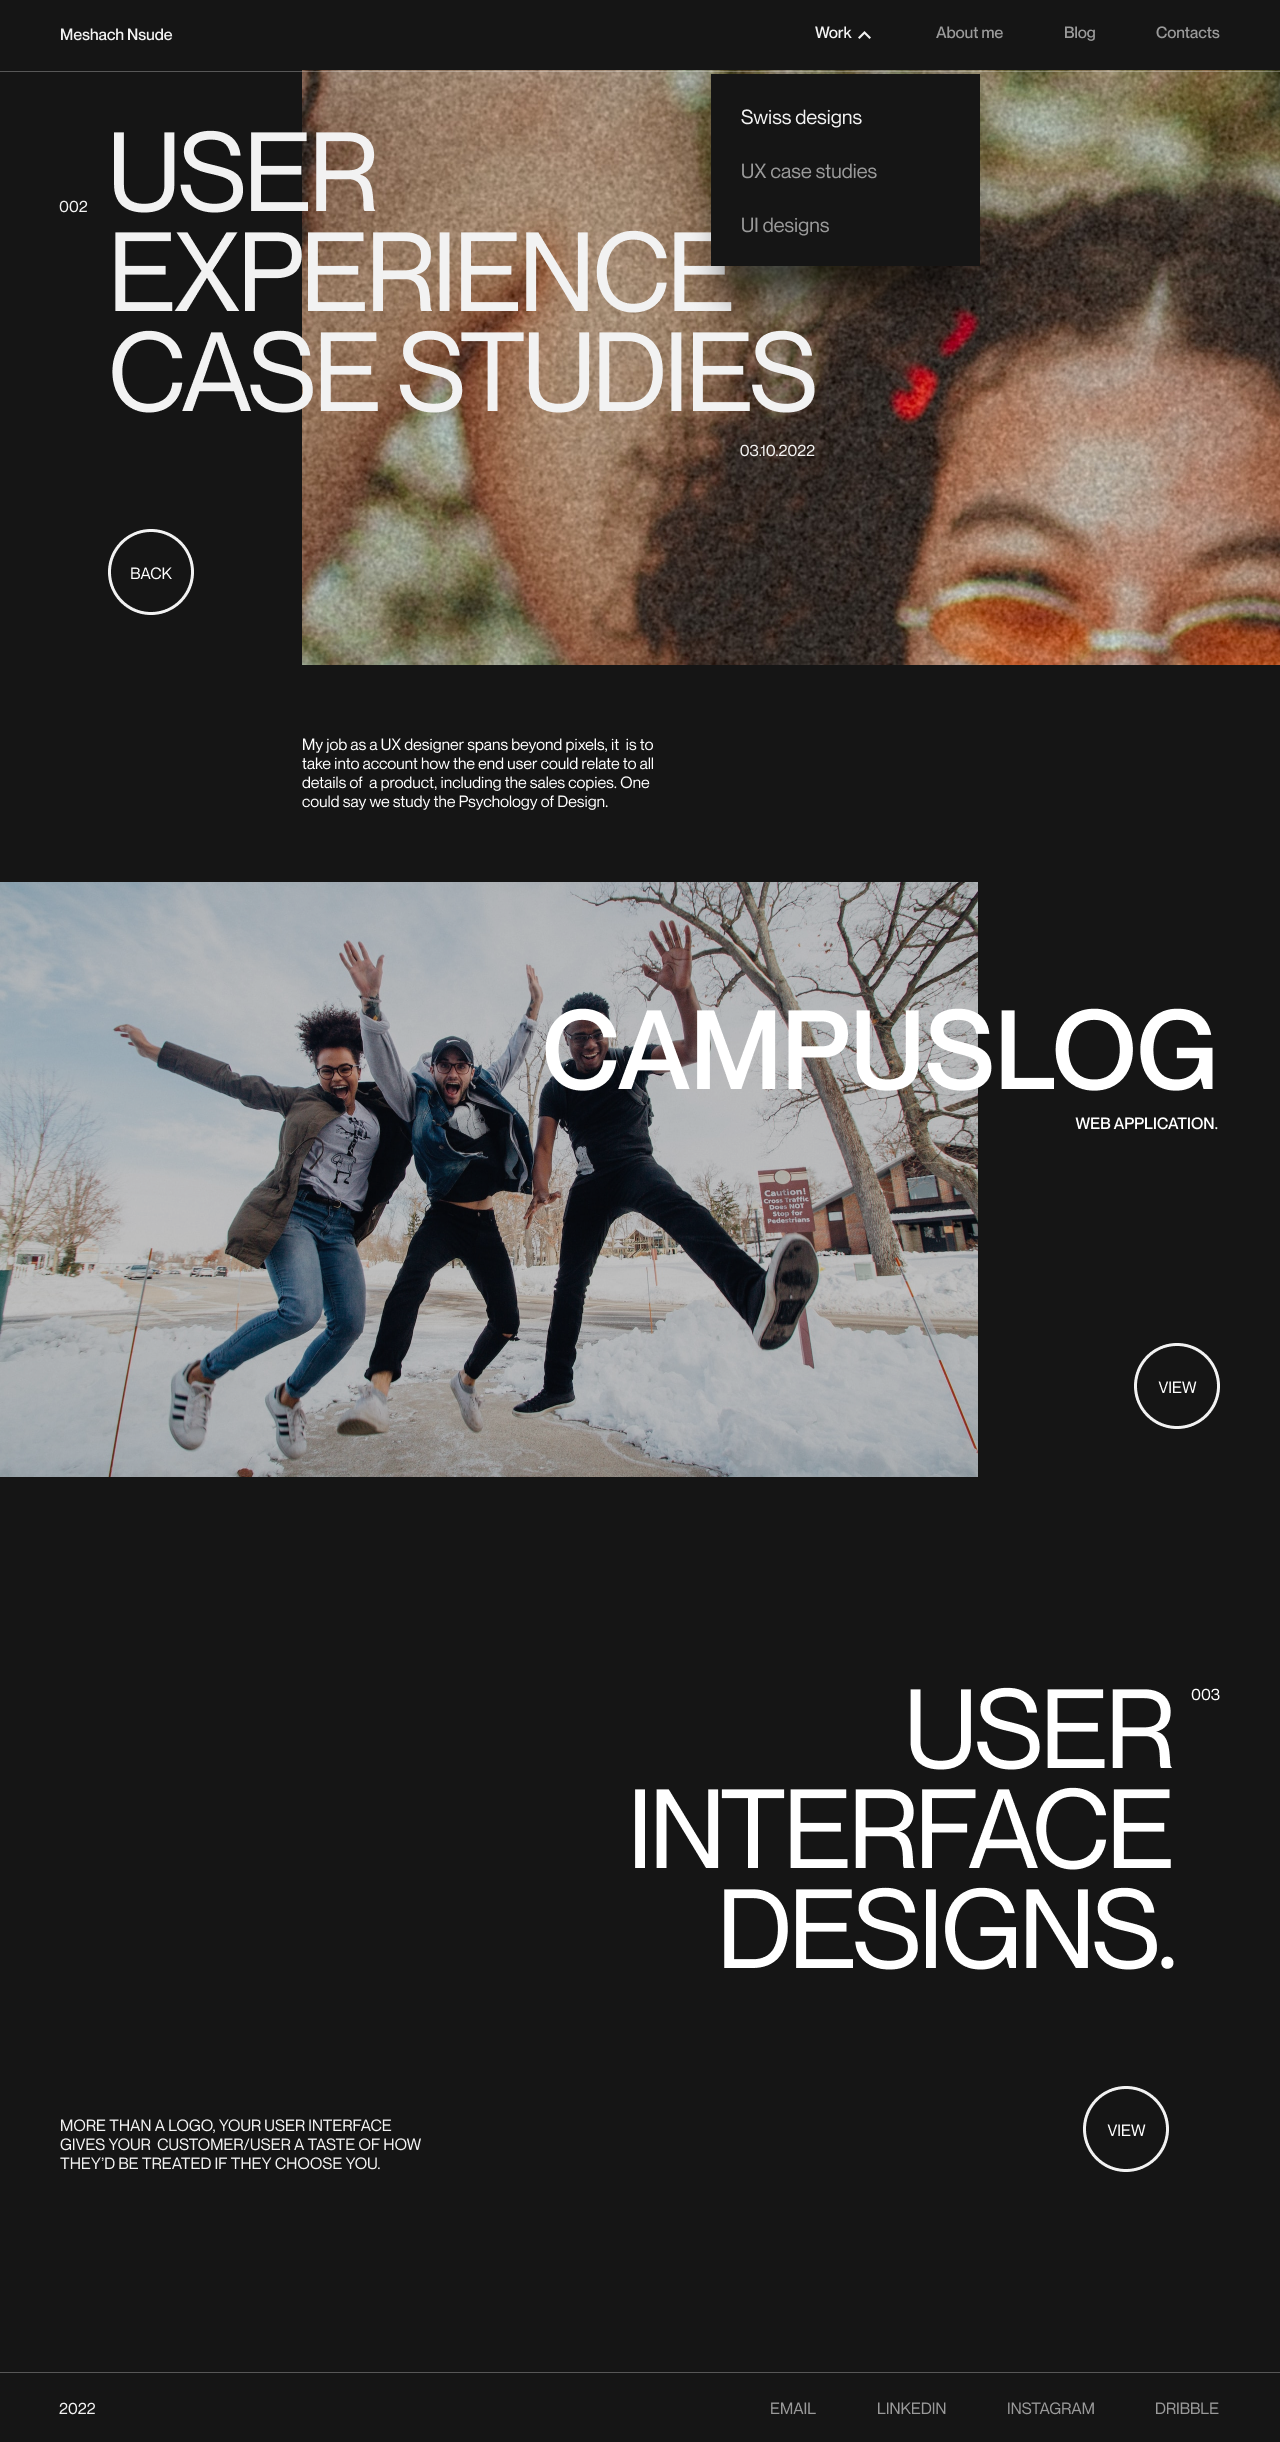 Meshach Nsude
Work
About me
Blog
Contacts
Swiss designs
UX case studies
UI designs
002
USER
EXPERIENCE
CASE STUDIES
03.10.2022
BACK
My job as a UX designer spans beyond pixels, it  is to
take into account how the end user could relate to all
details of  a product, including the sales copies. One
could say we study the Psychology of Design.
CAMPUSLOG
WEB APPLICATION.
Caution!
Cross Traffic
Does NOT
Stop for
Pedestrians
VIEW
USER
003
INTERFACE
DESIGNS.
VIEW
MORE THAN A LOGO, YOUR USER INTERFACE
GIVES YOUR  CUSTOMER/USER A TASTE OF HOW
THEY’D BE TREATED IF THEY CHOOSE YOU.
2022
EMAIL
LINKEDIN
INSTAGRAM
DRIBBLE